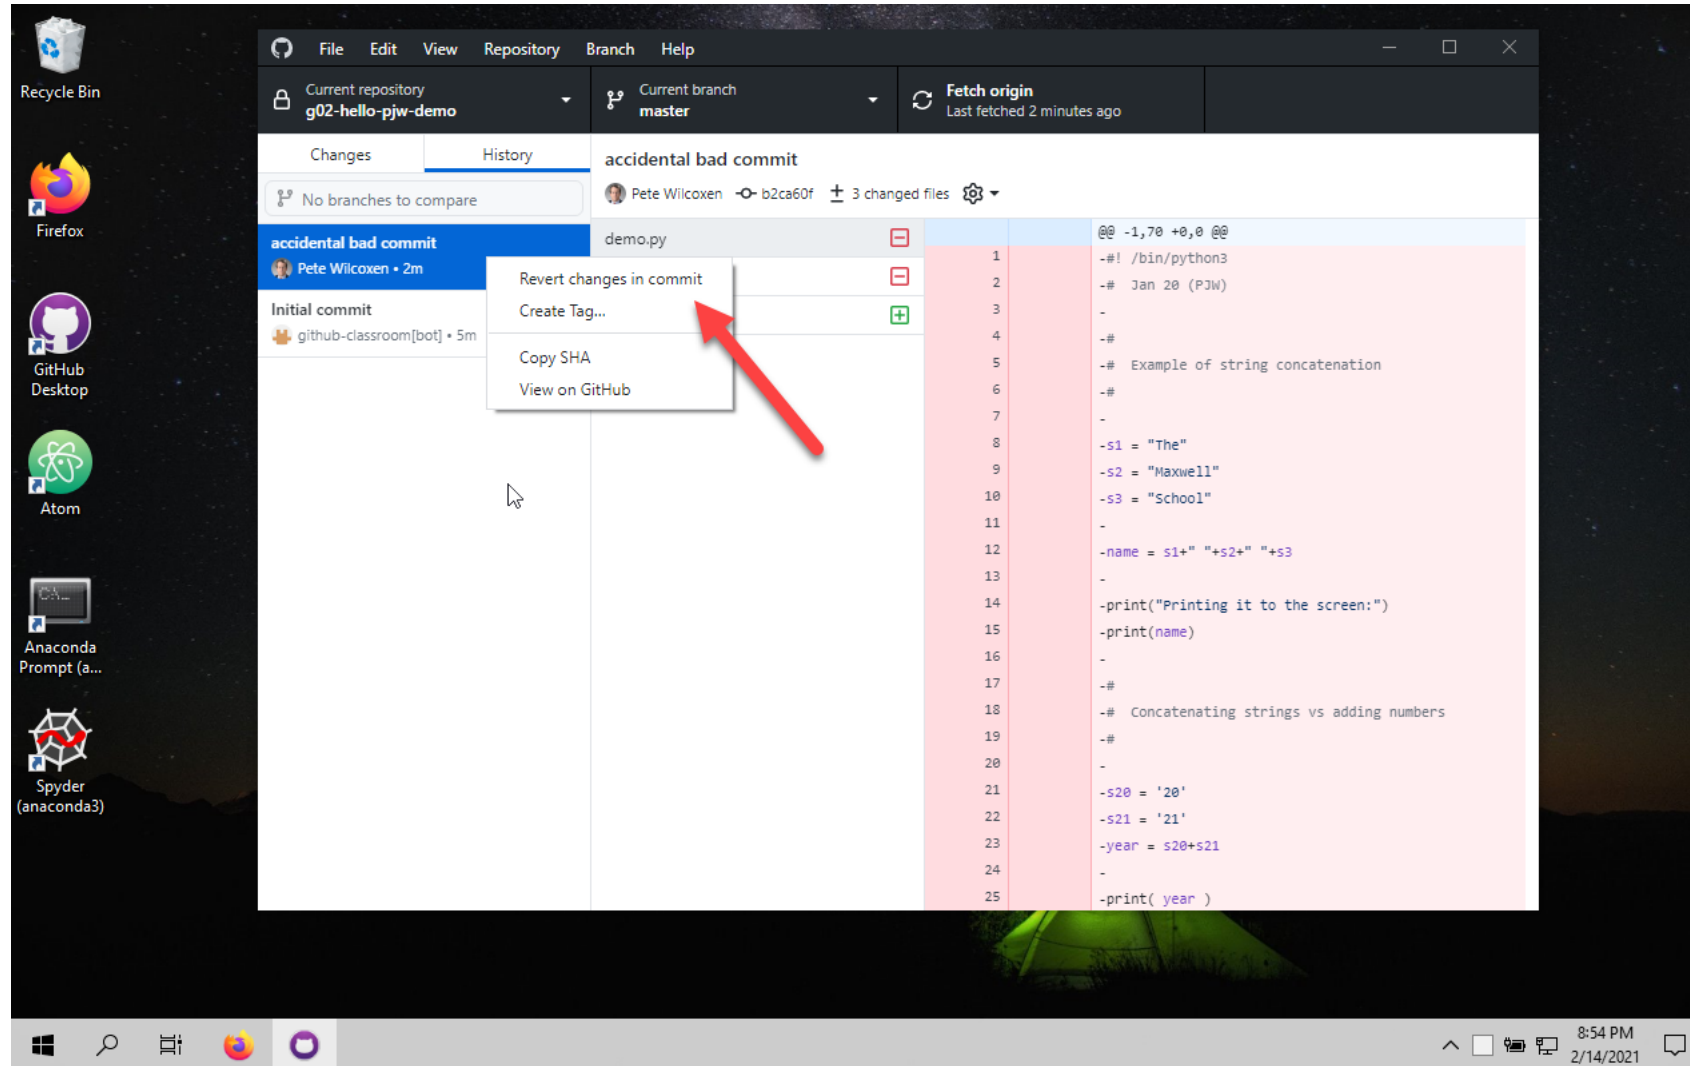 Recycle Bin
Firefox
GitHub
Desktop
Atom
Anaconda
Prompt (a...
Spyder
(anaconda3)
File Edit View Repository Branch Help
Current repository
g02-hello-pjw-demo
Current branch
master
Fetch origin
Last fetched 2 minutes ago
Changes
History
No branches to compare
accidental bad commit
Pete Wilcoxen • 2m
Initial commit
github-classroom[bot] • 5m
Revert changes in commit
Create Tag...
Copy SHA
View on GitHub
accidental bad commit
Pete Wilcoxen b2ca60f 3 changed files
demo.py
@@ -1,70 +0,0 @@
1 -#! /bin/python3
2 -# Jan 20 (PJW)
3 -
4 -#
5 -# Example of string concatenation
6 -#
7 -
8 -s1 = "The"
9 -s2 = "Maxwell"
10 -s3 = "School"
11 -
12 -name = s1+" "+s2+" "+s3
13 -
14 -print("Printing it to the screen:")
15 -print(name)
16 -
17 -#
18 -# Concatenating strings vs adding numbers
19 -#
20 -
21 -s20 = '20'
22 -s21 = '21'
23 -year = s20+s21
24 -
25 -print( year )
8:54 PM
2/14/2021